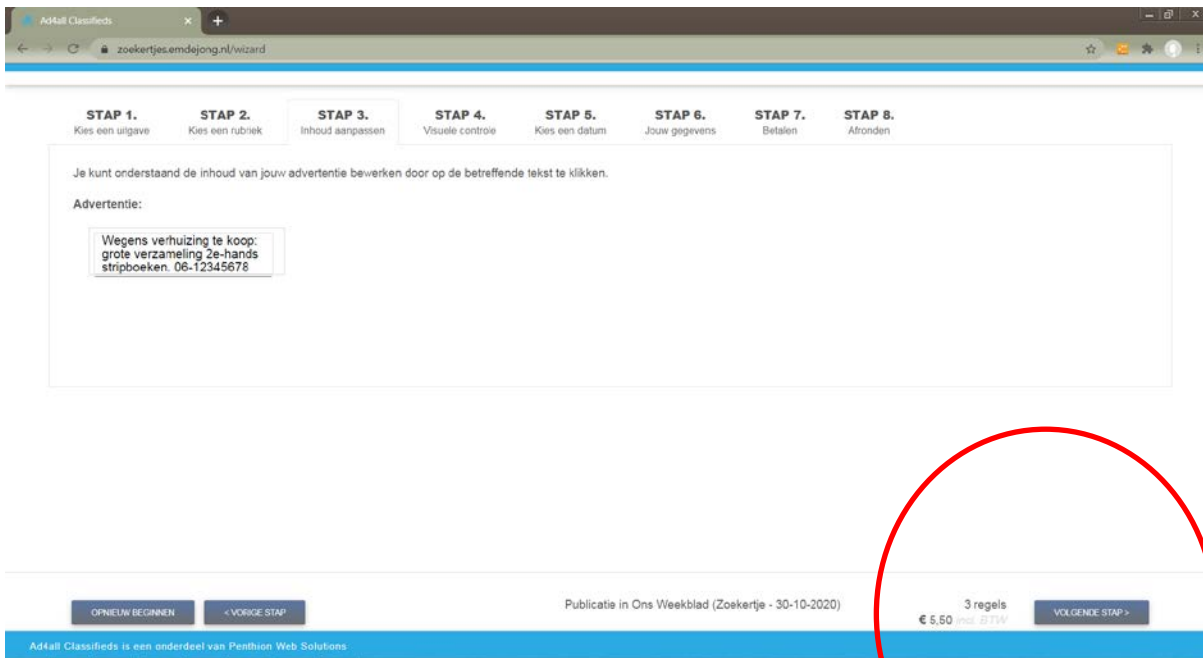 Ad4all Classifieds
zoekertjes.emdejong.nl/wizard
STAP 1. STAP 2. STAP 3. STAP 4. STAP 5. STAP 6. STAP 7. STAP 8.
Kies een uitgave Kies een rubriek Inhoud aanpassen Visuele controle Kies een datum Jouw gegevens Betalen Afronden
Je kunt onderstaand de inhoud van jouw advertentie bewerken door op de betreffende tekst te klikken.
Advertentie:
Wegens verhuizing te koop:
grote verzameling 2e-hands
stripboeken. 06-12345678
OPNIEUW BEGINNEN < VORIGE STAP Publicatie in Ons Weekblad (Zoekertje - 30-10-2020) 3 regels VOLGENDE STAP >
€ 5,50 incl. BTW
Ad4all Classifieds is een onderdeel van Penthion Web Solutions